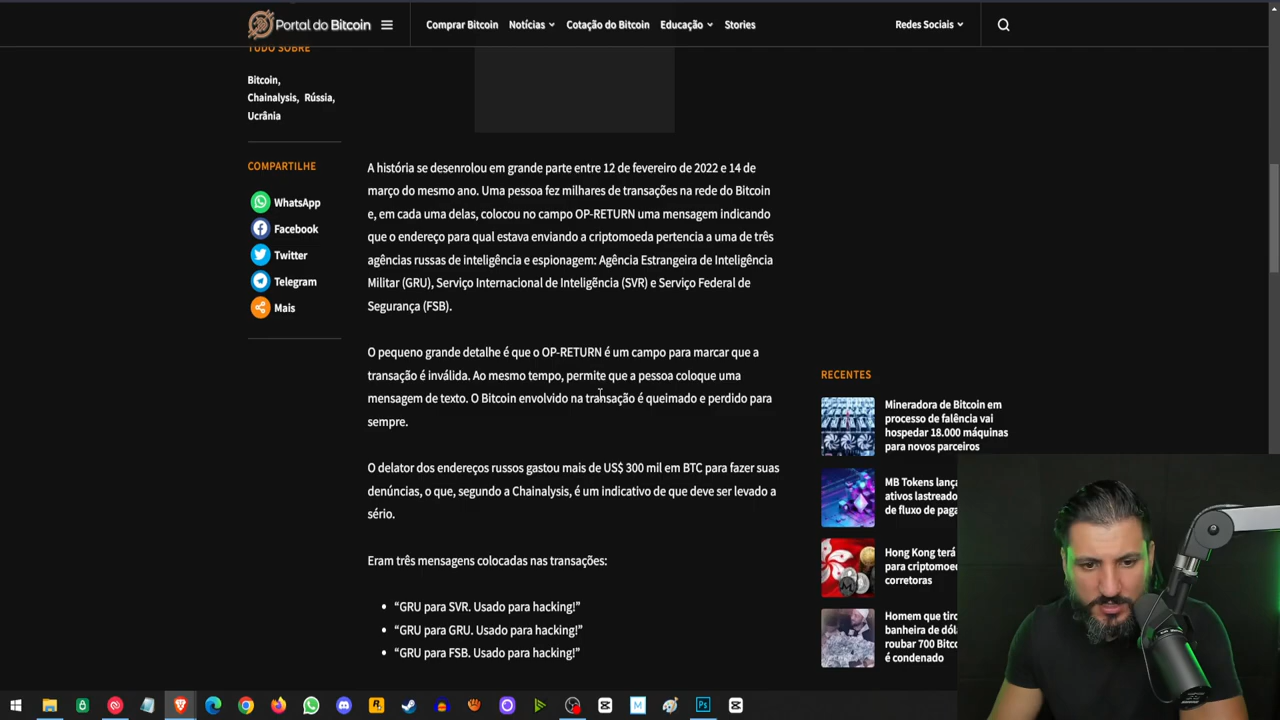 Portal do Bitcoin
Comprar Bitcoin
Notícias
Cotação do Bitcoin
Educação
Stories
Redes Sociais
TUDO SOBRE
Bitcoin,
Chainalysis, Rússia,
Ucrânia
COMPARTILHE
WhatsApp
Facebook
Twitter
Telegram
Mais
A história se desenrolou em grande parte entre 12 de fevereiro de 2022 e 14 de
março do mesmo ano. Uma pessoa fez milhares de transações na rede do Bitcoin
e, em cada uma delas, colocou no campo OP-RETURN uma mensagem indicando
que o endereço para qual estava enviando a criptomoeda pertencia a uma de três
agências russas de inteligência e espionagem: Agência Estrangeira de Inteligência
Militar (GRU), Serviço Internacional de Inteligência (SVR) e Serviço Federal de
Segurança (FSB).
O pequeno grande detalhe é que o OP-RETURN é um campo para marcar que a
transação é inválida. Ao mesmo tempo, permite que a pessoa coloque uma
mensagem de texto. O Bitcoin envolvido na transação é queimado e perdido para
sempre.
O delator dos endereços russos gastou mais de US$ 300 mil em BTC para fazer suas
denúncias, o que, segundo a Chainalysis, é um indicativo de que deve ser levado a
sério.
Eram três mensagens colocadas nas transações:
• “GRU para SVR. Usado para hacking!”
• “GRU para GRU. Usado para hacking!”
• “GRU para FSB. Usado para hacking!”
RECENTES
Mineradora de Bitcoin em
processo de falência vai
hospedar 18.000 máquinas
para novos parceiros
MB Tokens lança
ativos lastreado
de fluxo de paga
Hong Kong terá
para criptomoed
corretoras
Homem que tiro
banheira de dóla
roubar 700 Bitco
é condenado